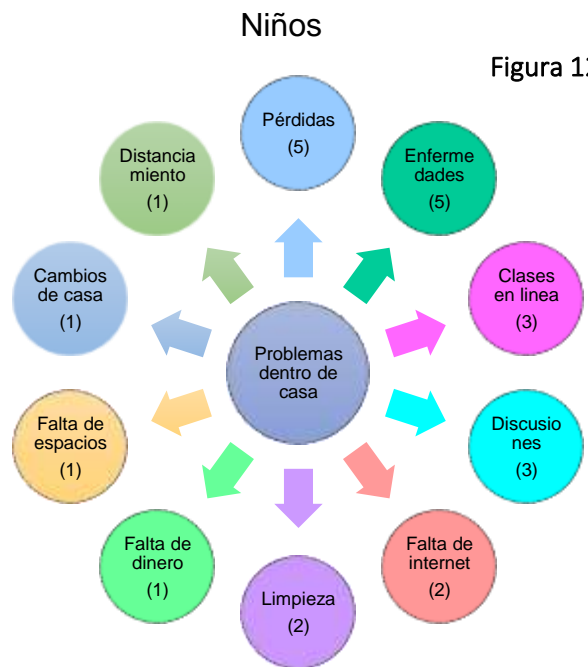 Niños
Figura 12
Pérdidas
(5)
Enferme
dades
(5)
Clases
en linea
(3)
Discusio
nes
(3)
Falta de
internet
(2)
Limpieza
(2)
Falta de
dinero
(1)
Falta de
espacios
(1)
Cambios
de casa
(1)
Distancia
miento
(1)
Problemas
dentro de
casa